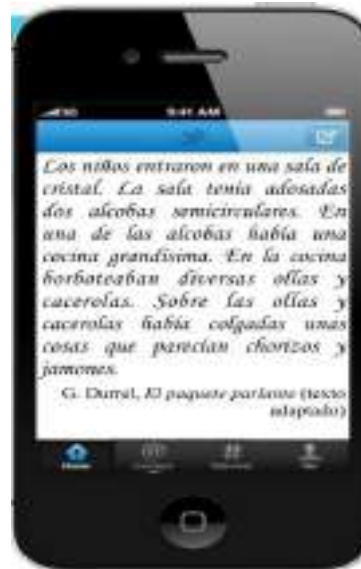 9:41 AM
Los niños entraron en una sala de
cristal. La sala tenía adosadas
dos alcobas semicirculares. En
una de las alcobas había una
cocina grandísima. En la cocina
borboteaban diversas ollas y
cacerolas. Sobre las ollas y
cacerolas había colgadas unas
cosas que parecían chorizos y
jamones.
G. Durrel, El paquete parlante (texto
adaptado)
Home